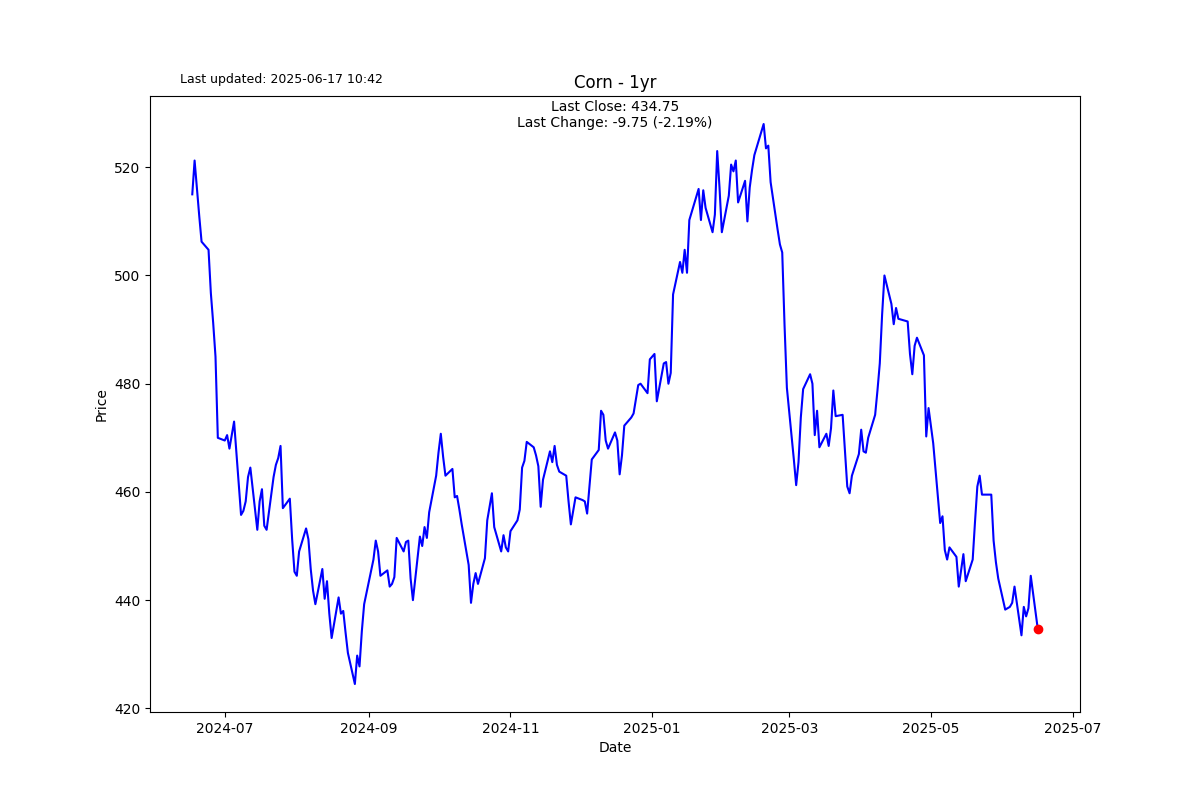 Last updated: 2025-06-17 10:42
Corn - 1yr
Last Close: 434.75
Last Change: -9.75 (-2.19%)
Price
520
500
480
460
440
420
2024-07
2024-09
2024-11
2025-01
2025-03
2025-05
2025-07
Date